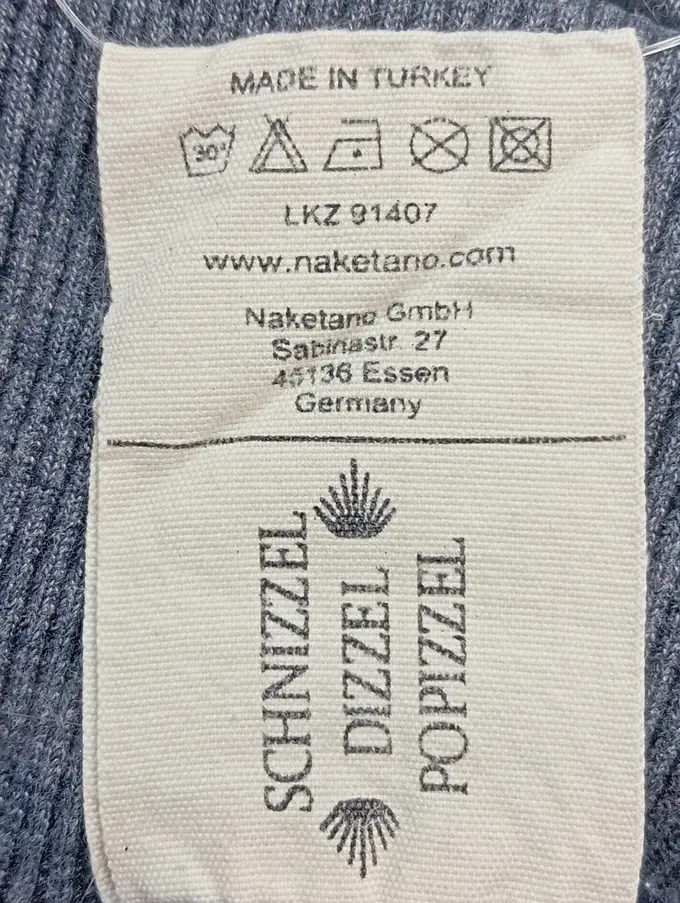 MADE IN TURKEY
30°
LKZ 91407
www.naketano.com
Naketano GmbH
Sabinastr. 27
45136 Essen
Germany
SCHNIZZEL
DIZZEL
POPIZZEL